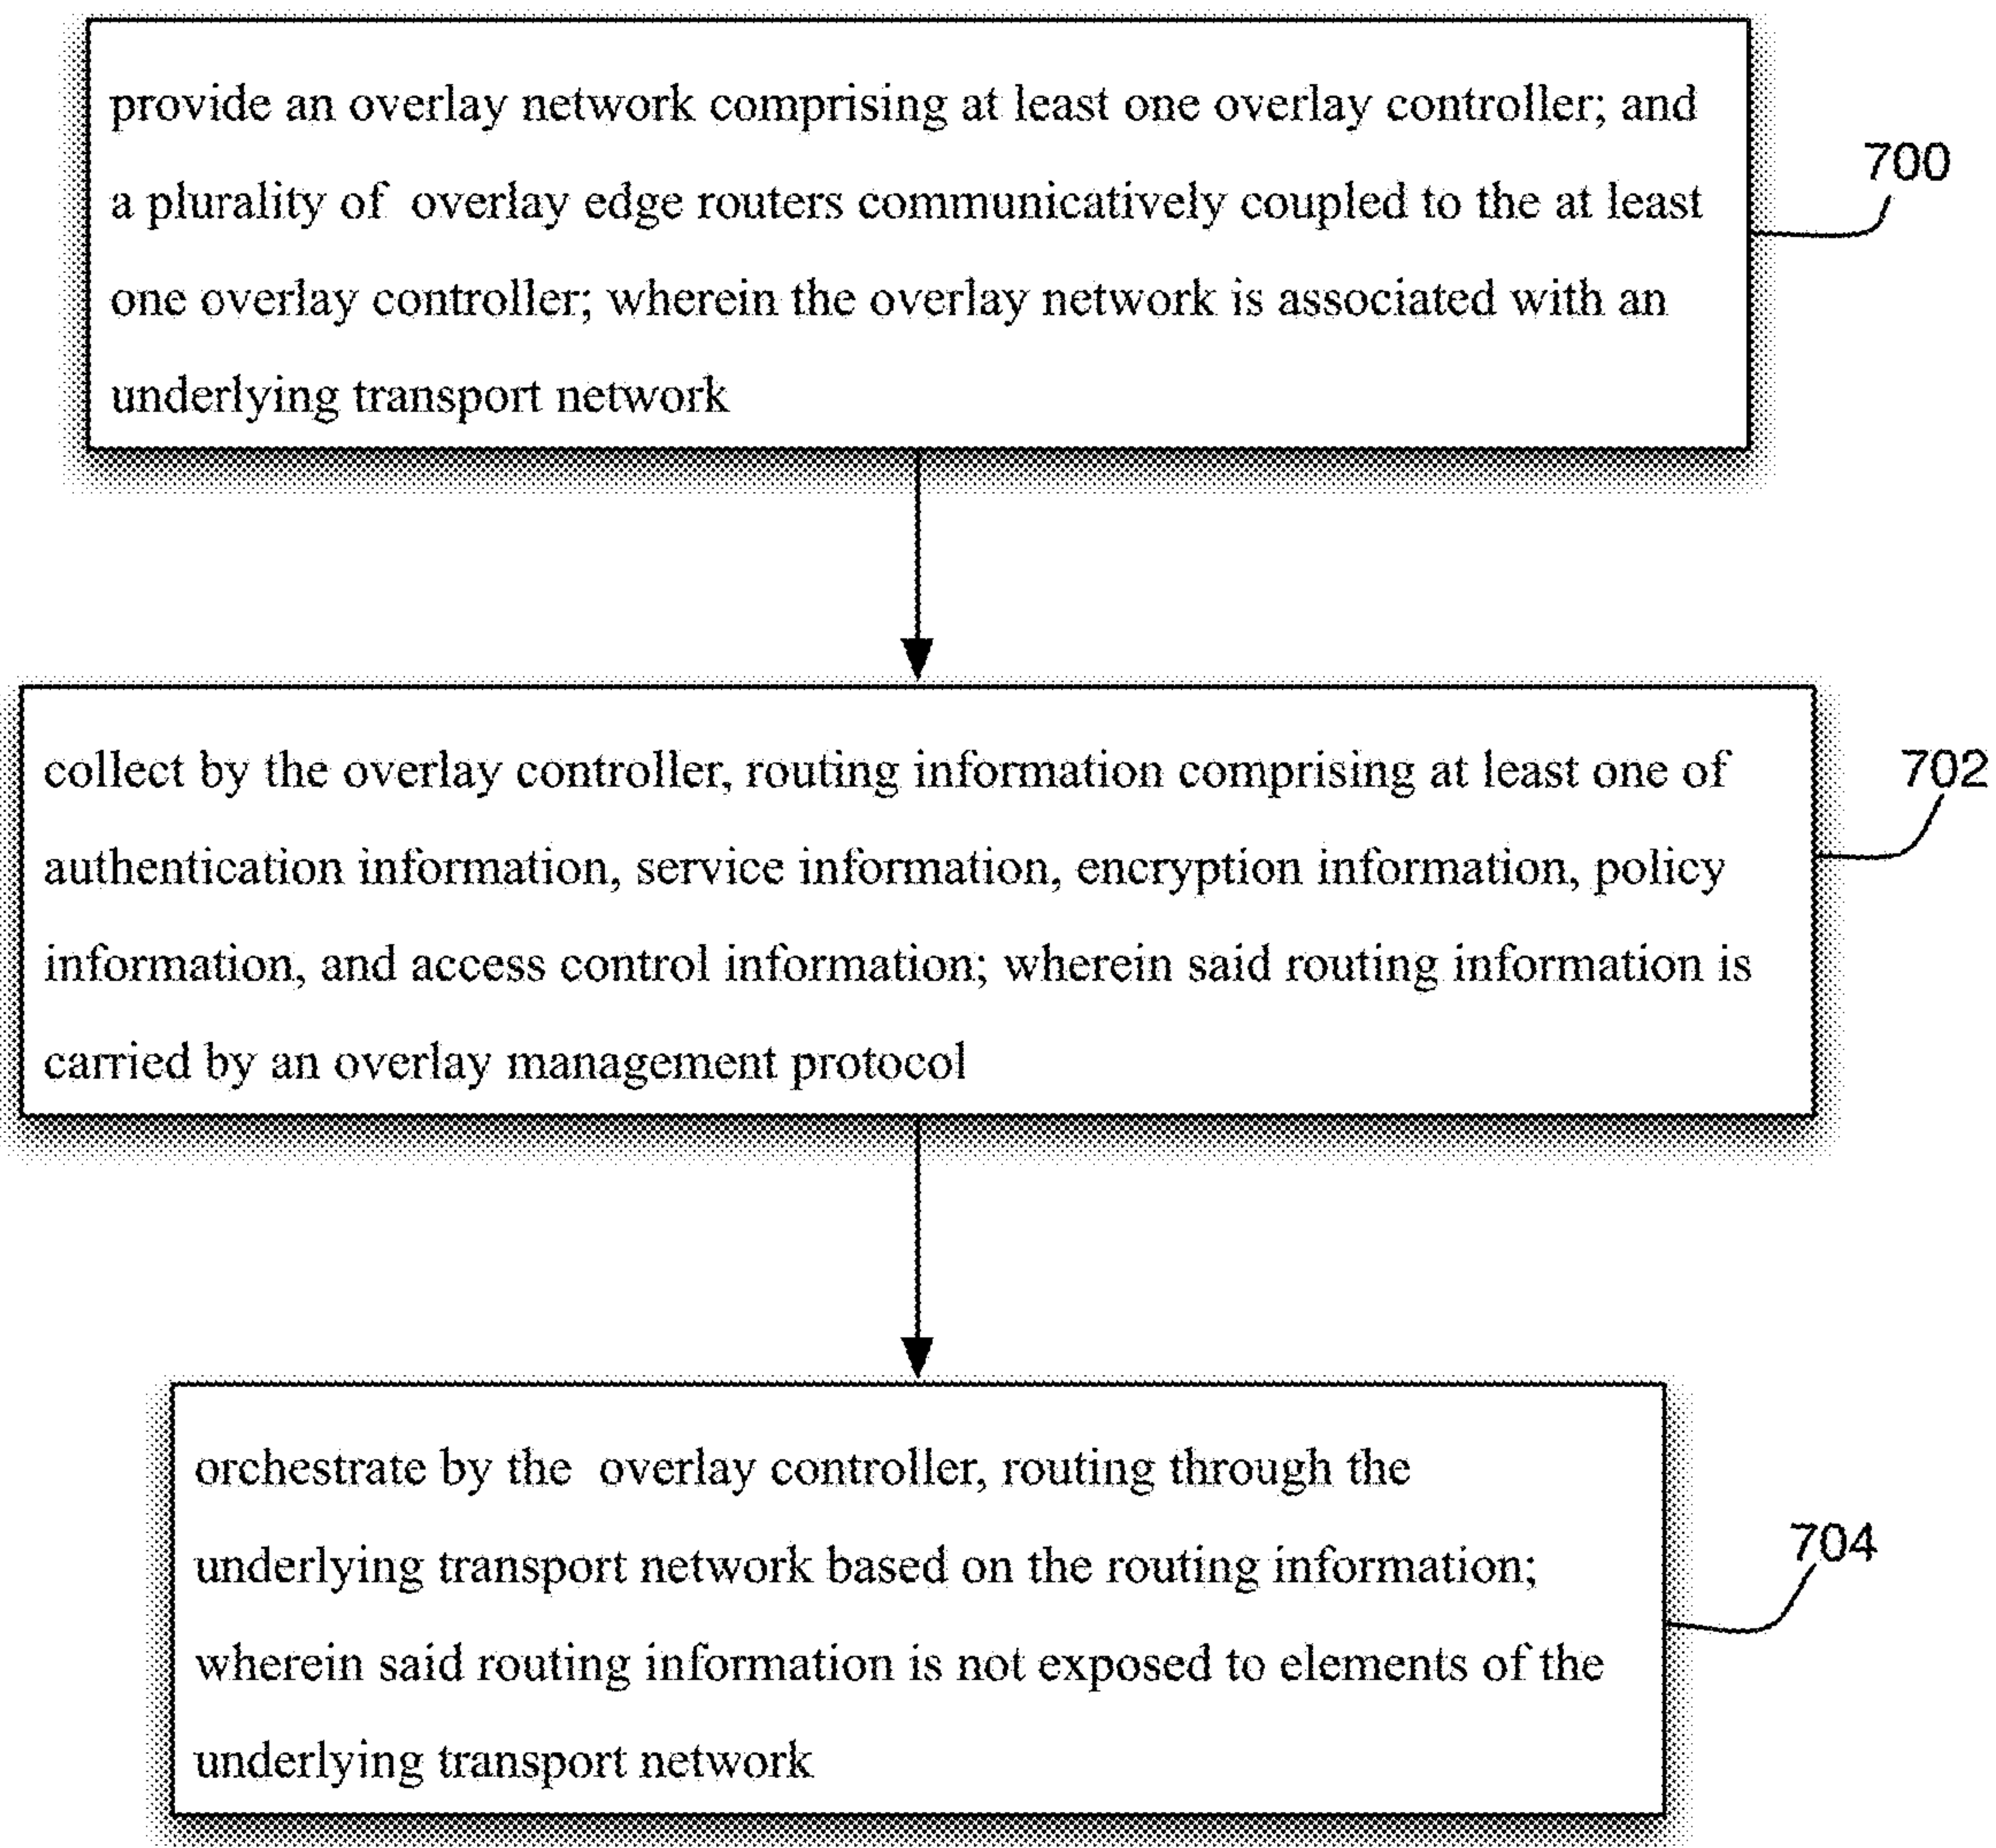 provide an overlay network comprising at least one overlay controller; and
a plurality of overlay edge routers communicatively coupled to the at least
one overlay controller; wherein the overlay network is associated with an
underlying transport network
700
collect by the overlay controller, routing information comprising at least one of
authentication information, service information, encryption information, policy
information, and access control information; wherein said routing information is
carried by an overlay management protocol
702
orchestrate by the overlay controller, routing through the
underlying transport network based on the routing information;
wherein said routing information is not exposed to elements of the
underlying transport network
704